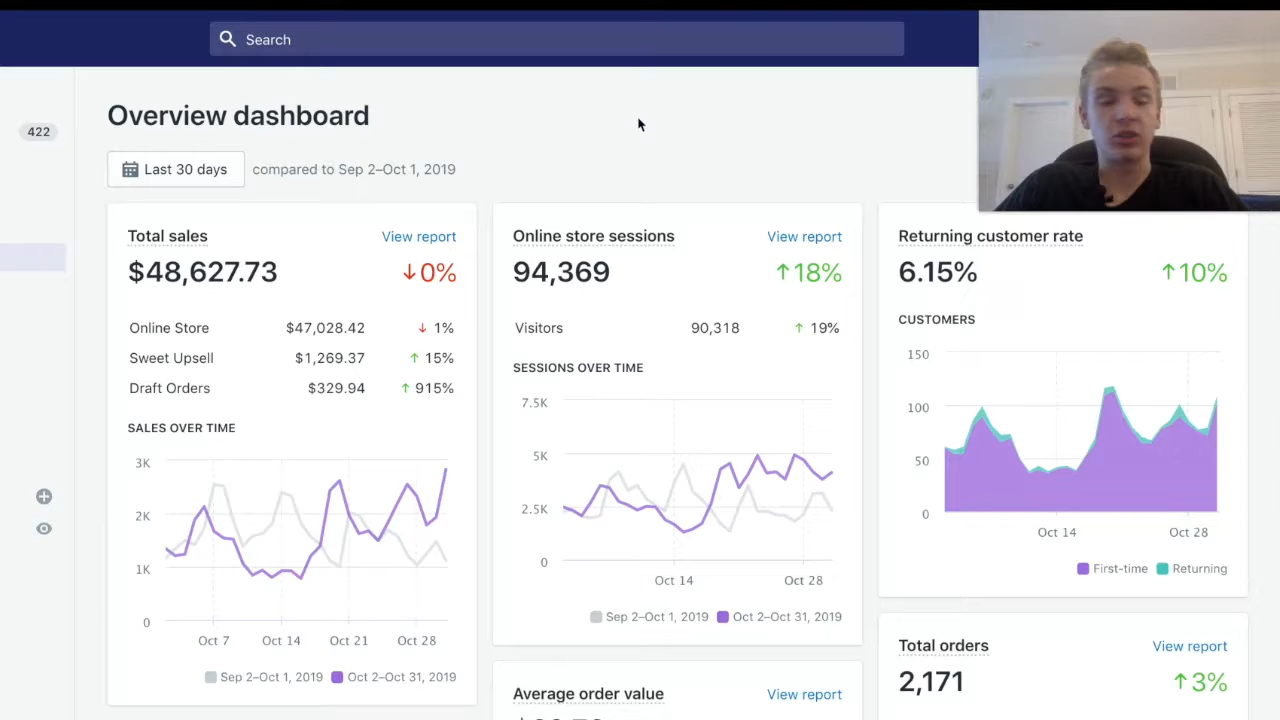 Search
422
Overview dashboard
Last 30 days compared to Sep 2–Oct 1, 2019
Total sales View report
$48,627.73 ↓0%
Online Store $47,028.42 ↓ 1%
Sweet Upsell $1,269.37 ↑ 15%
Draft Orders $329.94 ↑ 915%
SALES OVER TIME
3K
2K
1K
0
Oct 7 Oct 14 Oct 21 Oct 28
Sep 2–Oct 1, 2019 Oct 2–Oct 31, 2019
Online store sessions View report
94,369 ↑18%
Visitors 90,318 ↑ 19%
SESSIONS OVER TIME
7.5K
5K
2.5K
0
Oct 14 Oct 28
Sep 2–Oct 1, 2019 Oct 2–Oct 31, 2019
Average order value View report
Returning customer rate
6.15% ↑10%
CUSTOMERS
150
100
50
0
Oct 14 Oct 28
First-time Returning
Total orders View report
2,171 ↑3%